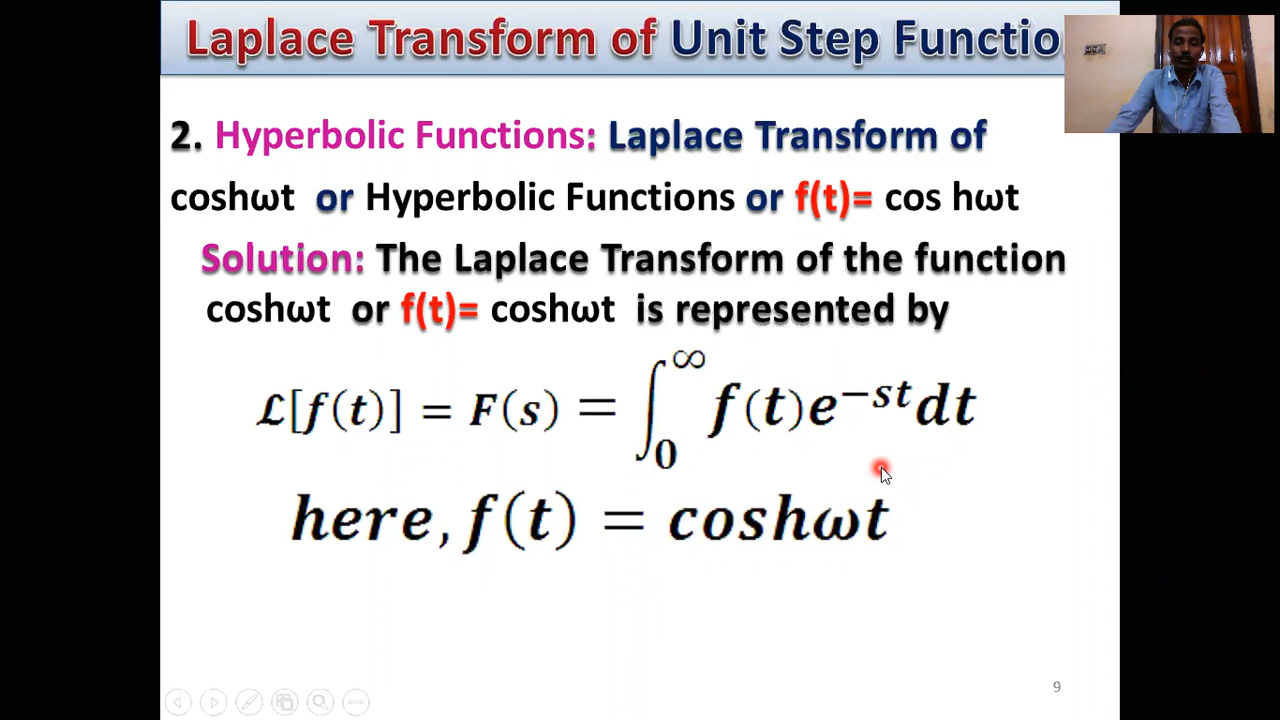 Laplace Transform of Unit Step Functio
2. Hyperbolic Functions: Laplace Transform of
coshωt or Hyperbolic Functions or f(t)= cos hωt
Solution: The Laplace Transform of the function
coshωt or f(t)= coshωt is represented by
ℒ[f(t)] = F(s) = ∫₀^∞ f(t)e^{−st}dt
here, f(t) = coshωt
9